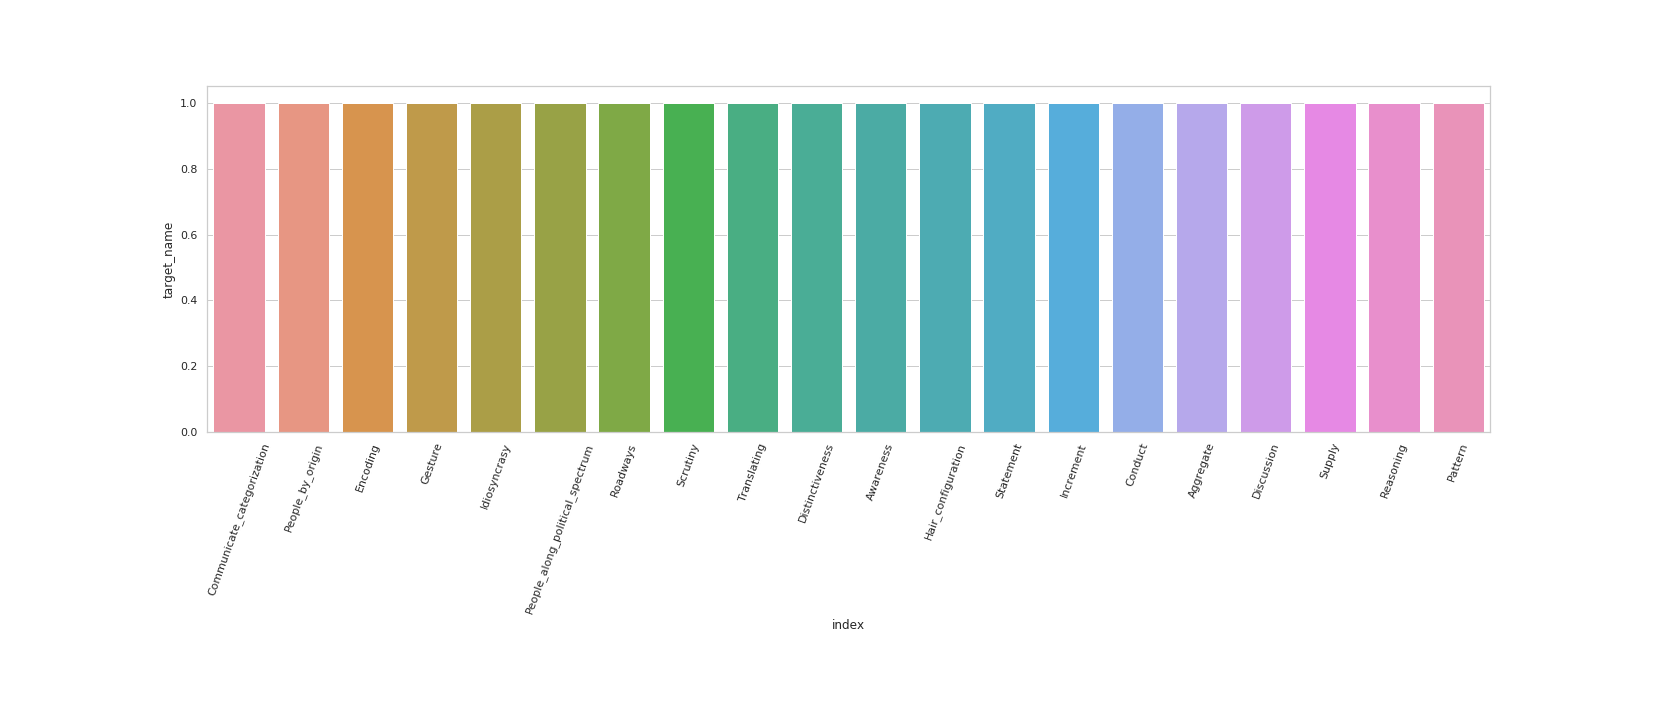 1.0
0.8
0.6
0.4
0.2
0.0
target_name
Communicate_categorization
People_by_origin
Encoding
Gesture
Idiosyncrasy
People_along_political_spectrum
Roadways
Scrutiny
Translating
Distinctiveness
Awareness
Hair_configuration
Statement
Increment
Conduct
Aggregate
Discussion
Supply
Reasoning
Pattern
index